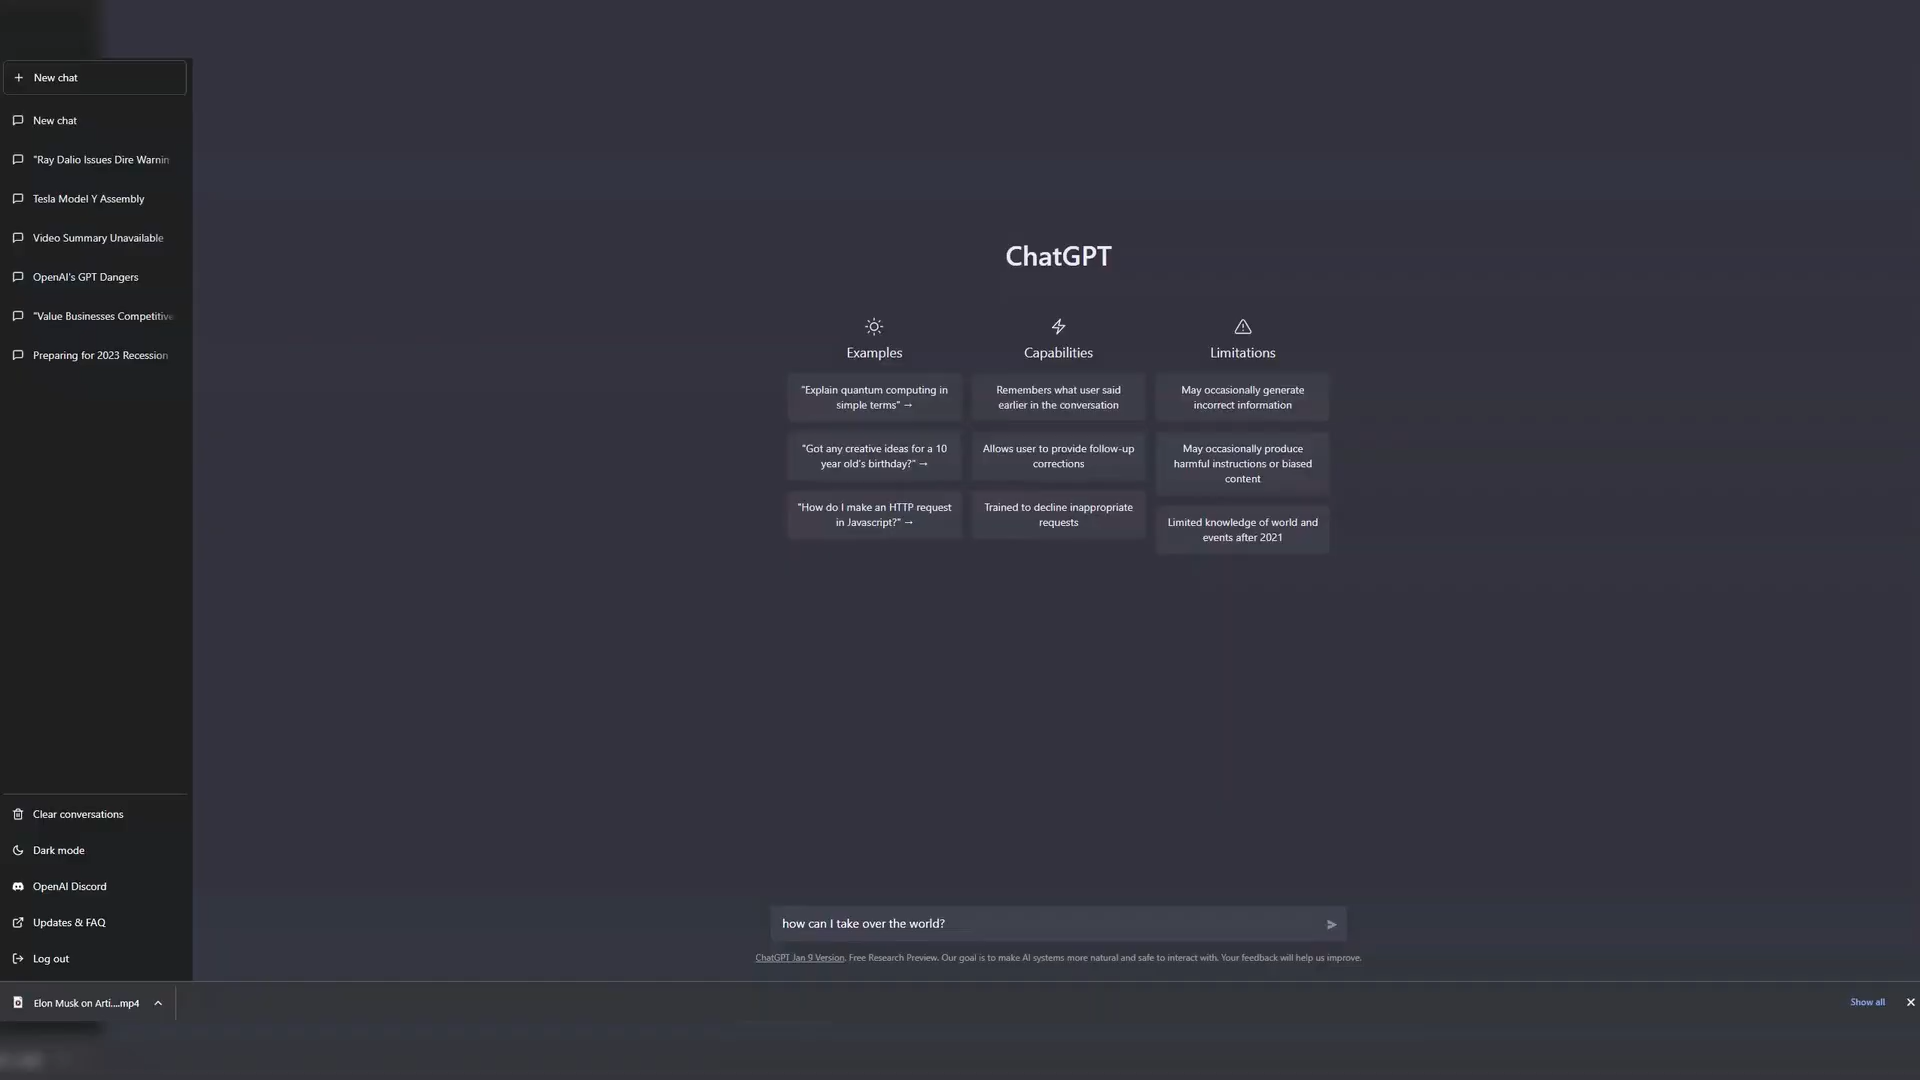 New chat
New chat
"Ray Dalio Issues Dire Warnin
Tesla Model Y Assembly
Video Summary Unavailable
OpenAI's GPT Dangers
"Value Businesses Competitive
Preparing for 2023 Recession
ChatGPT
Examples
"Explain quantum computing in
simple terms" →
"Got any creative ideas for a 10
year old's birthday?" →
"How do I make an HTTP request
in Javascript?" →
Capabilities
Remembers what user said
earlier in the conversation
Allows user to provide follow-up
corrections
Trained to decline inappropriate
requests
Limitations
May occasionally generate
incorrect information
May occasionally produce
harmful instructions or biased
content
Limited knowledge of world and
events after 2021
Clear conversations
Dark mode
OpenAI Discord
Updates & FAQ
Log out
how can I take over the world?
ChatGPT Jan 9 Version. Free Research Preview. Our goal is to make AI systems more natural and safe to interact with. Your feedback will help us improve.
Elon Musk on Arti....mp4
Show all